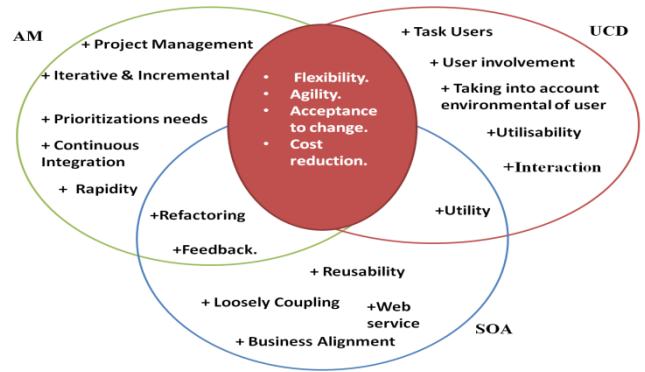 AM
+ Project Management
+ Iterative & Incremental
+ Prioritizations needs
+ Continuous
Integration
+ Rapidity
• Flexibility.
• Agility.
• Acceptance
to change.
• Cost
reduction.
UCD
+ Task Users
+ User involvement
+ Taking into account
environmental of user
+Utilisability
+Interaction
+Refactoring
+Feedback.
+Utility
+ Reusability
+ Loosely Coupling
+Web
service
+ Business Alignment
SOA